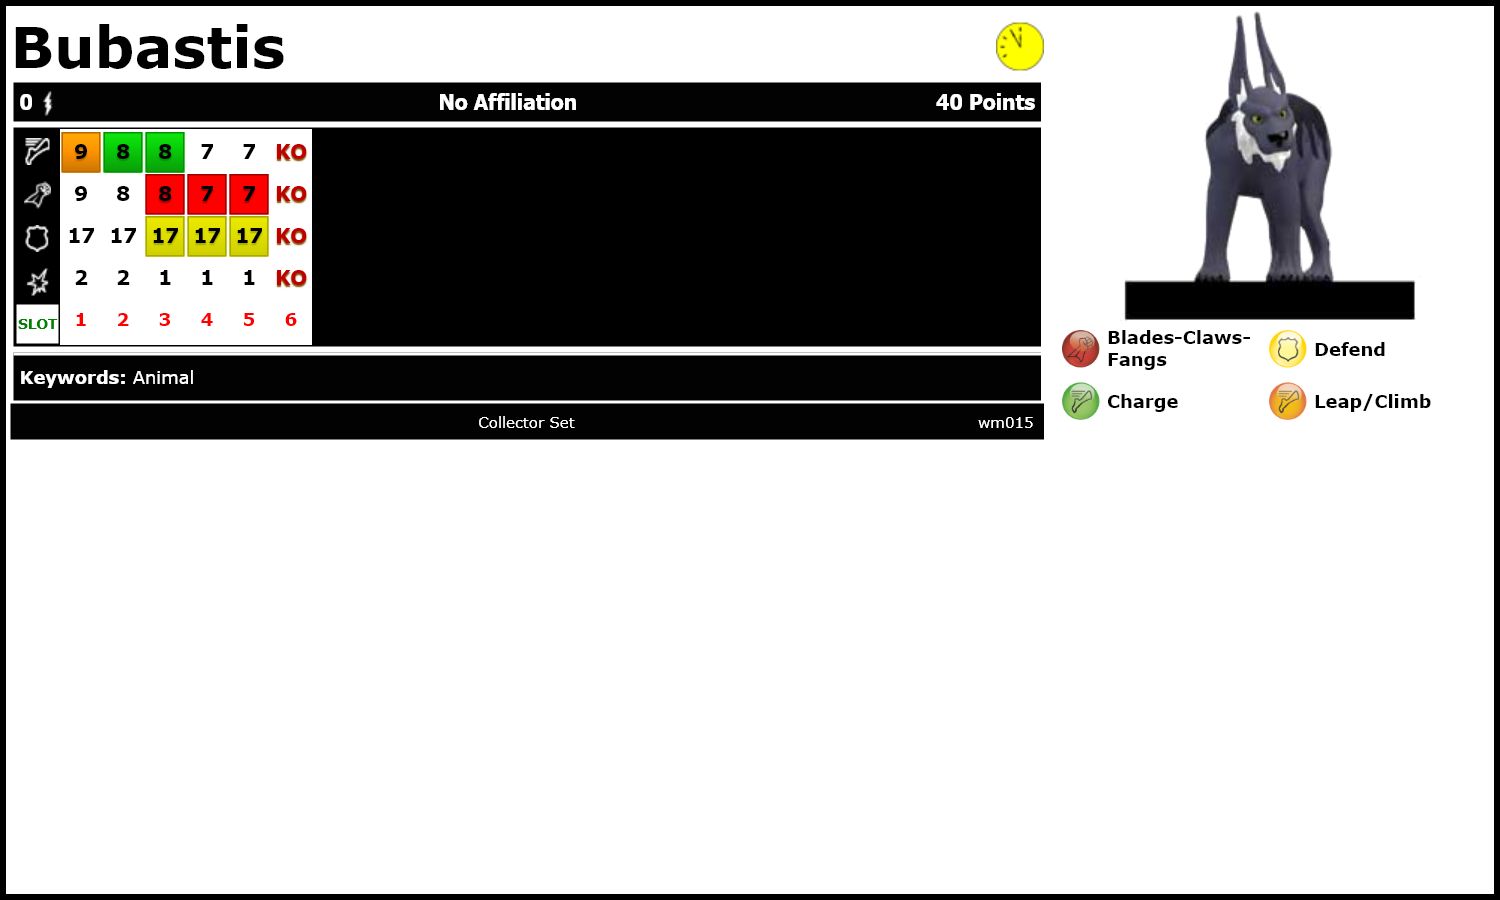 Bubastis
0 No Affiliation 40 Points
9 8 8 7 7 KO
9 8 8 7 7 KO
17 17 17 17 17 KO
2 2 1 1 1 KO
SLOT 1 2 3 4 5 6
Keywords: Animal
Collector Set wm015
Blades-Claws-
Fangs
Defend
Charge
Leap/Climb